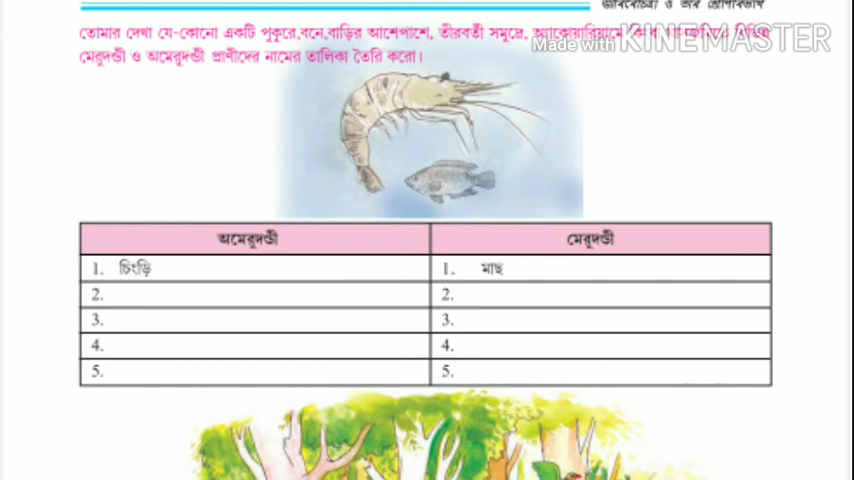 জীববৈচিত্র্য ও তার শ্রেণিবিভাগ
তোমার দেখা যে-কোনো একটি পুকুরে,বনে,বাড়ির আশেপাশে, তীরবর্তী সমুদ্রে, অ্যাকোয়ারিয়ামে
Made with KINEMASTER
মেরুদণ্ডী ও অমেরুদণ্ডী প্রাণীদের নামের তালিকা তৈরি করো।
অমেরুদণ্ডী মেরুদণ্ডী
1. চিংড়ি 1. মাছ
2. 2.
3. 3.
4. 4.
5. 5.